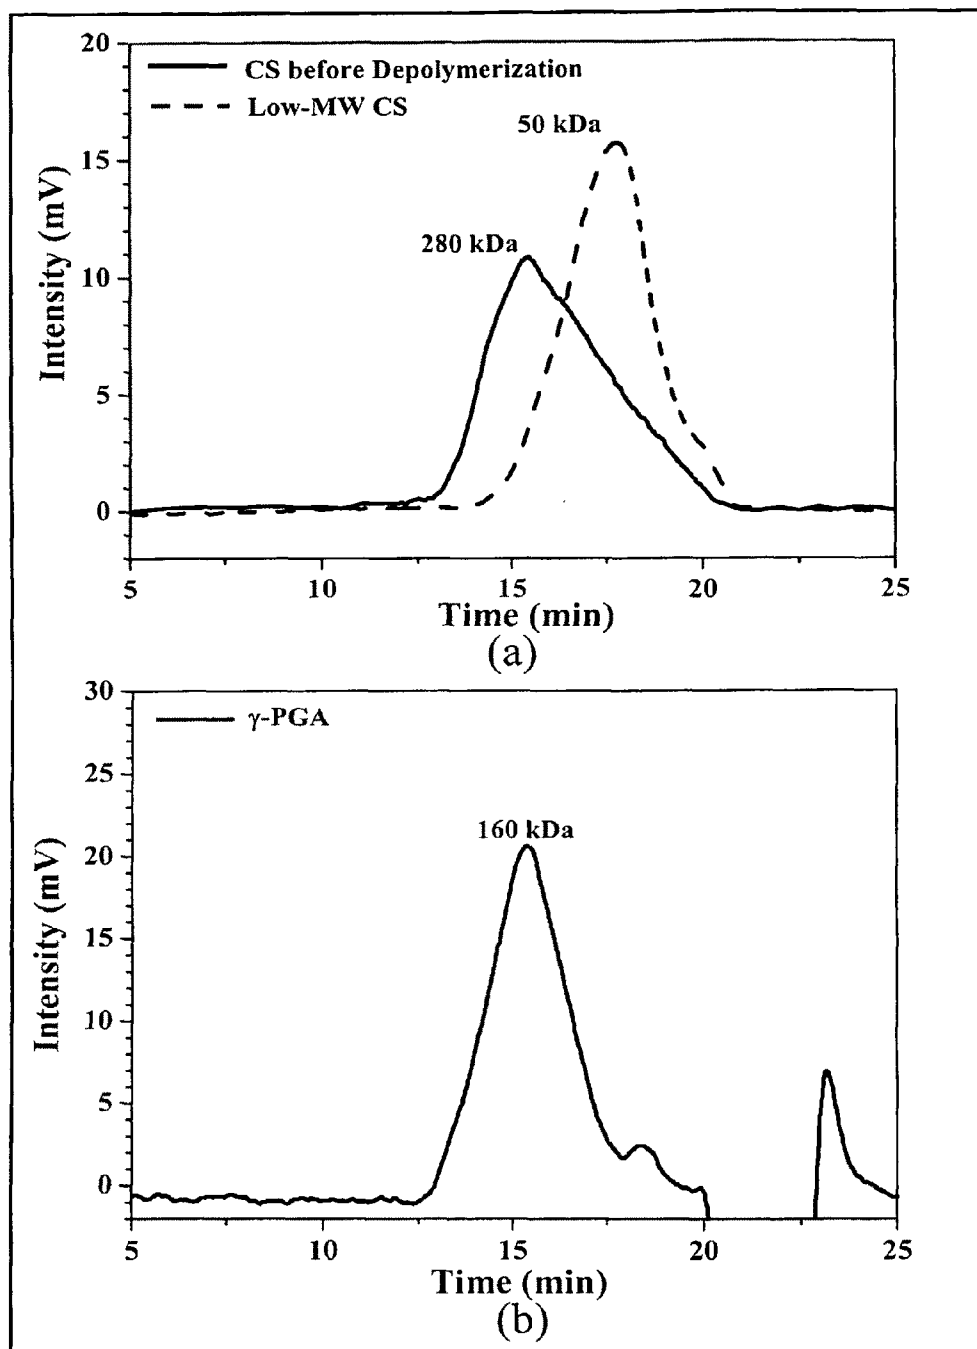 20
CS before Depolymerization
Low-MW CS
50 kDa
15
280 kDa
10
5
0
Intensity (mV)
5 10 15 20 25
Time (min)
(a)
30
γ-PGA
25
160 kDa
20
15
10
5
0
Intensity (mV)
5 10 15 20 25
Time (min)
(b)